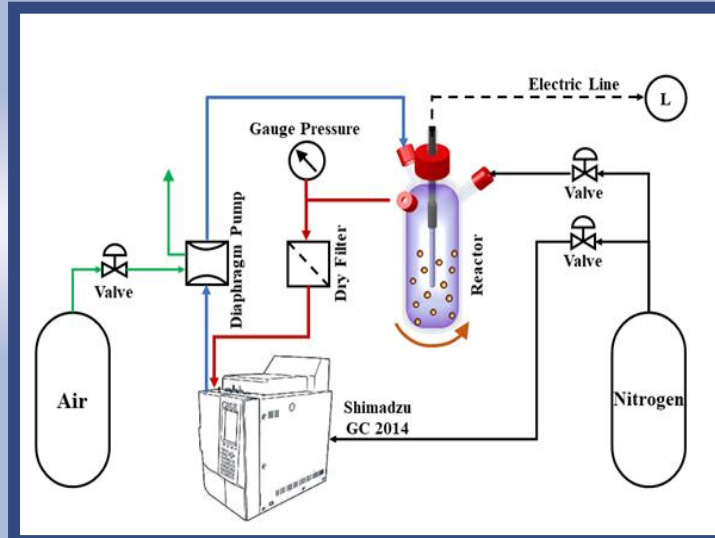 Electric Line
L
Gauge Pressure
Valve
Diaphragm Pump
Dry Filter
Reactor
Valve
Valve
Air
Shimadzu
GC 2014
Nitrogen